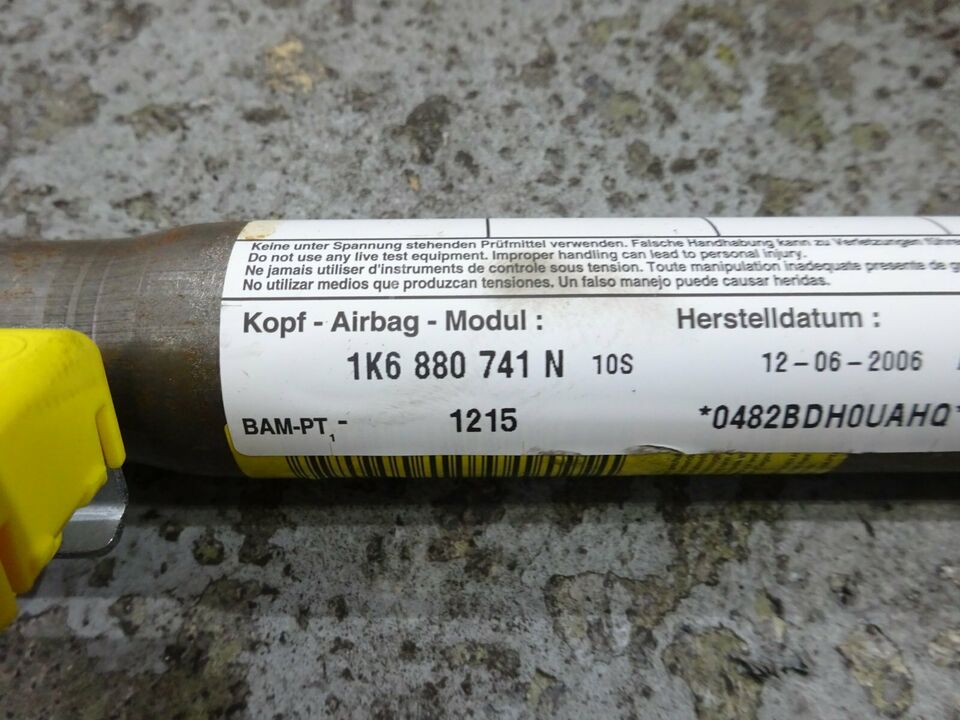 Keine unter Spannung stehenden Prüfmittel verwenden. Falsche Handhabung kann zu Verletzungen führe
Do not use any live test equipment. Improper handling can lead to personal injury.
Ne jamais utiliser d'instruments de controle sous tension. Toute manipulation inadequate presente de g
No utilizar medios que produzcan tensiones. Un falso manejo puede causar heridas.
Kopf - Airbag - Modul : Herstelldatum :
1K6 880 741 N 10S 12-06-2006
BAM-PT1- 1215 *0482BDH0UAHQ*